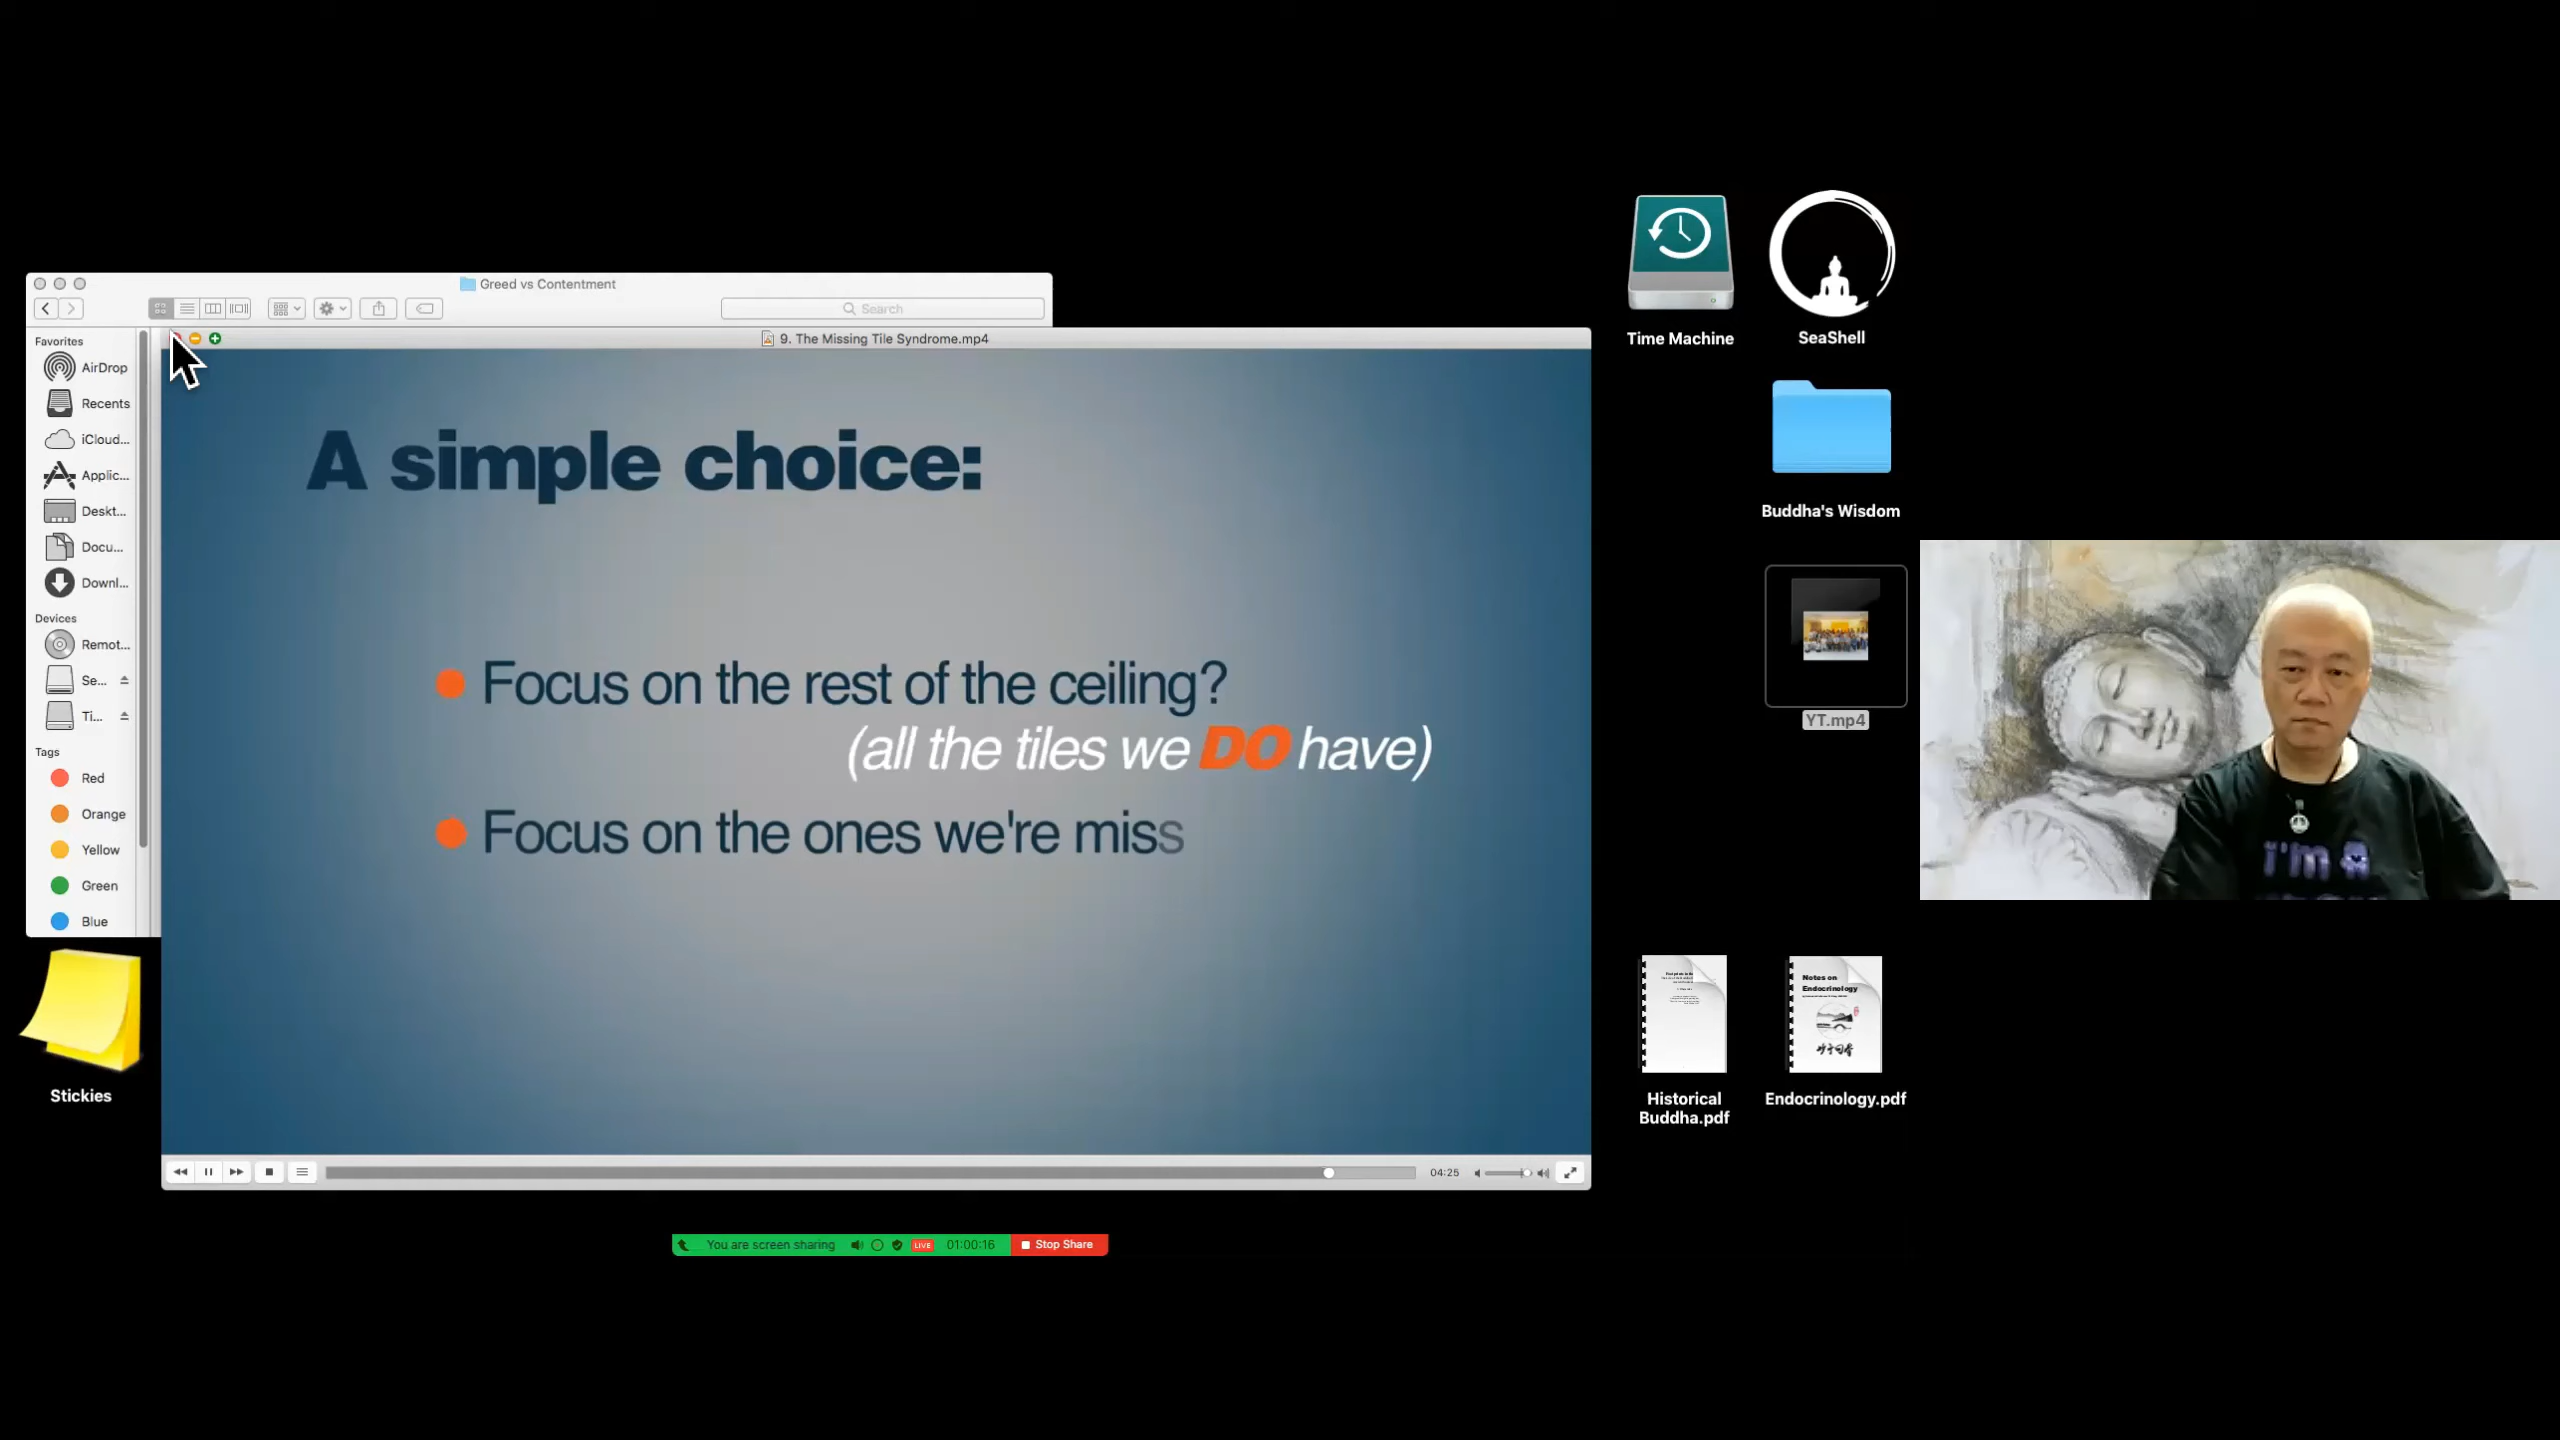 Greed vs Contentment
Search
Favorites
AirDrop
Recents
iCloud...
Applic...
Deskt...
Docu...
Downl...
Devices
Remot...
Se...
Ti...
Tags
Red
Orange
Yellow
Green
Blue
Stickies
9. The Missing Tile Syndrome.mp4
A simple choice:
Focus on the rest of the ceiling?
(all the tiles we DO have)
Focus on the ones we're miss
04:25
You are screen sharing LIVE 01:00:16 Stop Share
Time Machine
SeaShell
Buddha's Wisdom
YT.mp4
Historical
Buddha.pdf
Notes on
Endocrinology
Endocrinology.pdf
I'm A